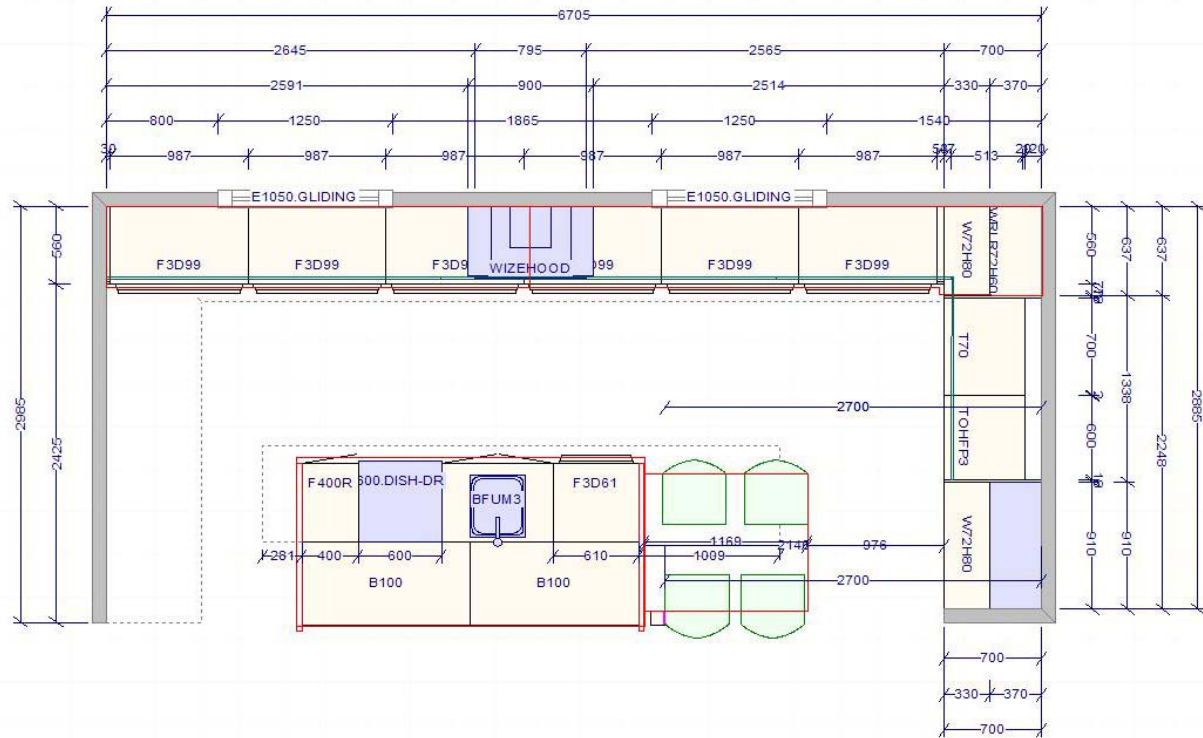 6705
2645 795 2565 700
2591 900 2514 330 370
800 1250 1865 1250 1540
30 987 987 987 987 987 987 513
E1050.GLIDING E1050.GLIDING
560 560 637 637
F3D99 F3D99 F3D9 WIZEHOOD 99 F3D99 F3D99 W72H80
T70
700
2700
2985 2425 1338 2248 2885
TOHFP3
600
F400R 600.DISH-DR BFUM3 F3D61
281 400 600 610 1009 1169 976
W72H80
910 910
B100 B100
2700
700
330 370
700